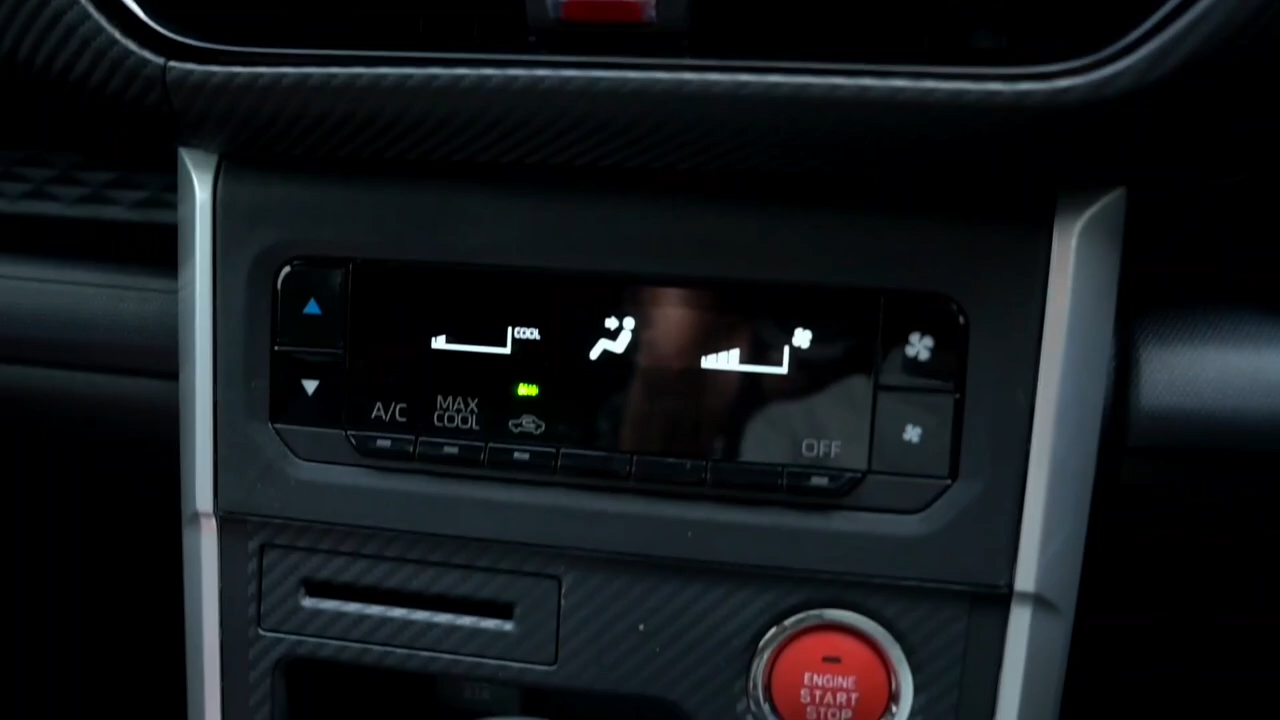 COOL
A/C
MAX
COOL
OFF
ENGINE
START
STOP